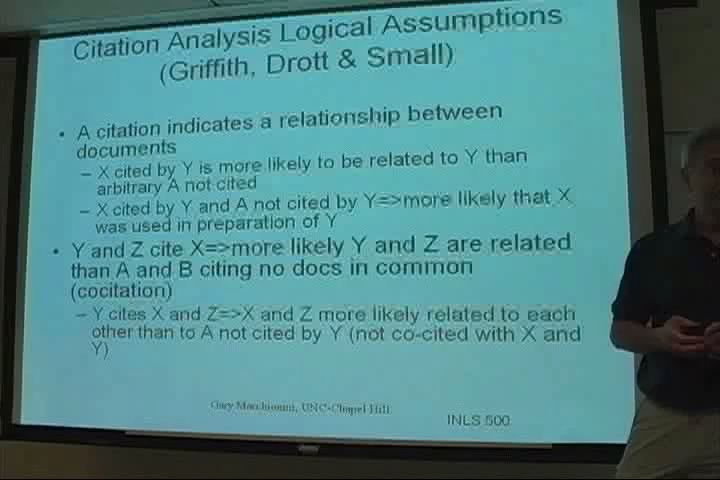 Citation Analysis Logical Assumptions
(Griffith, Drott & Small)
• A citation indicates a relationship between
documents
– X cited by Y is more likely to be related to Y than
arbitrary A not cited
– X cited by Y and A not cited by Y=>more likely that X
was used in preparation of Y
• Y and Z cite X=>more likely Y and Z are related
than A and B citing no docs in common
(cocitation)
– Y cites X and Z=>X and Z more likely related to each
other than to A not cited by Y (not co-cited with X and
Y)
Gary Marchionini, UNC-Chapel Hill
INLS 500